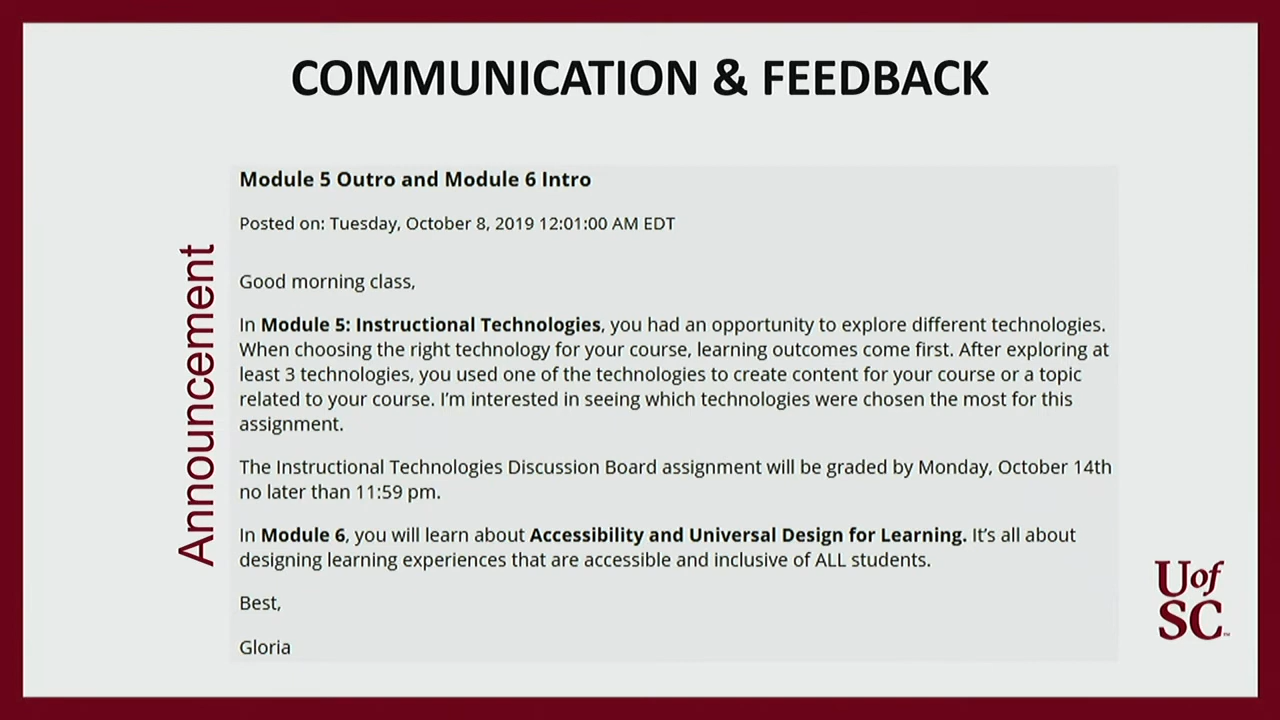 COMMUNICATION & FEEDBACK
Announcement
Module 5 Outro and Module 6 Intro
Posted on: Tuesday, October 8, 2019 12:01:00 AM EDT
Good morning class,
In Module 5: Instructional Technologies, you had an opportunity to explore different technologies.
When choosing the right technology for your course, learning outcomes come first. After exploring at
least 3 technologies, you used one of the technologies to create content for your course or a topic
related to your course. I’m interested in seeing which technologies were chosen the most for this
assignment.
The Instructional Technologies Discussion Board assignment will be graded by Monday, October 14th
no later than 11:59 pm.
In Module 6, you will learn about Accessibility and Universal Design for Learning. It’s all about
designing learning experiences that are accessible and inclusive of ALL students.
Best,
Gloria
U of
SC